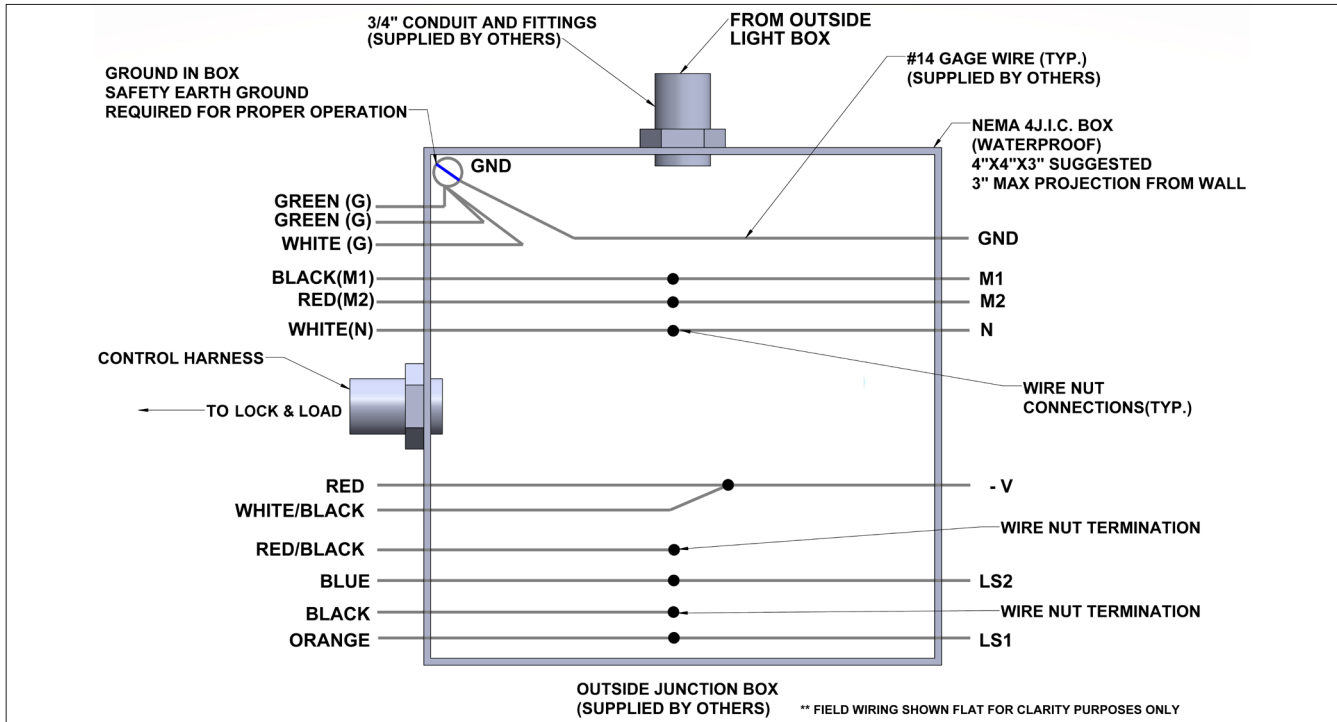 3/4" CONDUIT AND FITTINGS
(SUPPLIED BY OTHERS)
FROM OUTSIDE
LIGHT BOX
#14 GAGE WIRE (TYP.)
(SUPPLIED BY OTHERS)
GROUND IN BOX
SAFETY EARTH GROUND
REQUIRED FOR PROPER OPERATION
NEMA 4J.I.C. BOX
(WATERPROOF)
4"X4"X3" SUGGESTED
3" MAX PROJECTION FROM WALL
GND
GREEN (G)
GREEN (G)
WHITE (G)
GND
BLACK(M1)
M1
RED(M2)
M2
WHITE(N)
N
CONTROL HARNESS
TO LOCK & LOAD
WIRE NUT
CONNECTIONS(TYP.)
RED
- V
WHITE/BLACK
WIRE NUT TERMINATION
RED/BLACK
BLUE
LS2
BLACK
WIRE NUT TERMINATION
ORANGE
LS1
OUTSIDE JUNCTION BOX
(SUPPLIED BY OTHERS)
** FIELD WIRING SHOWN FLAT FOR CLARITY PURPOSES ONLY